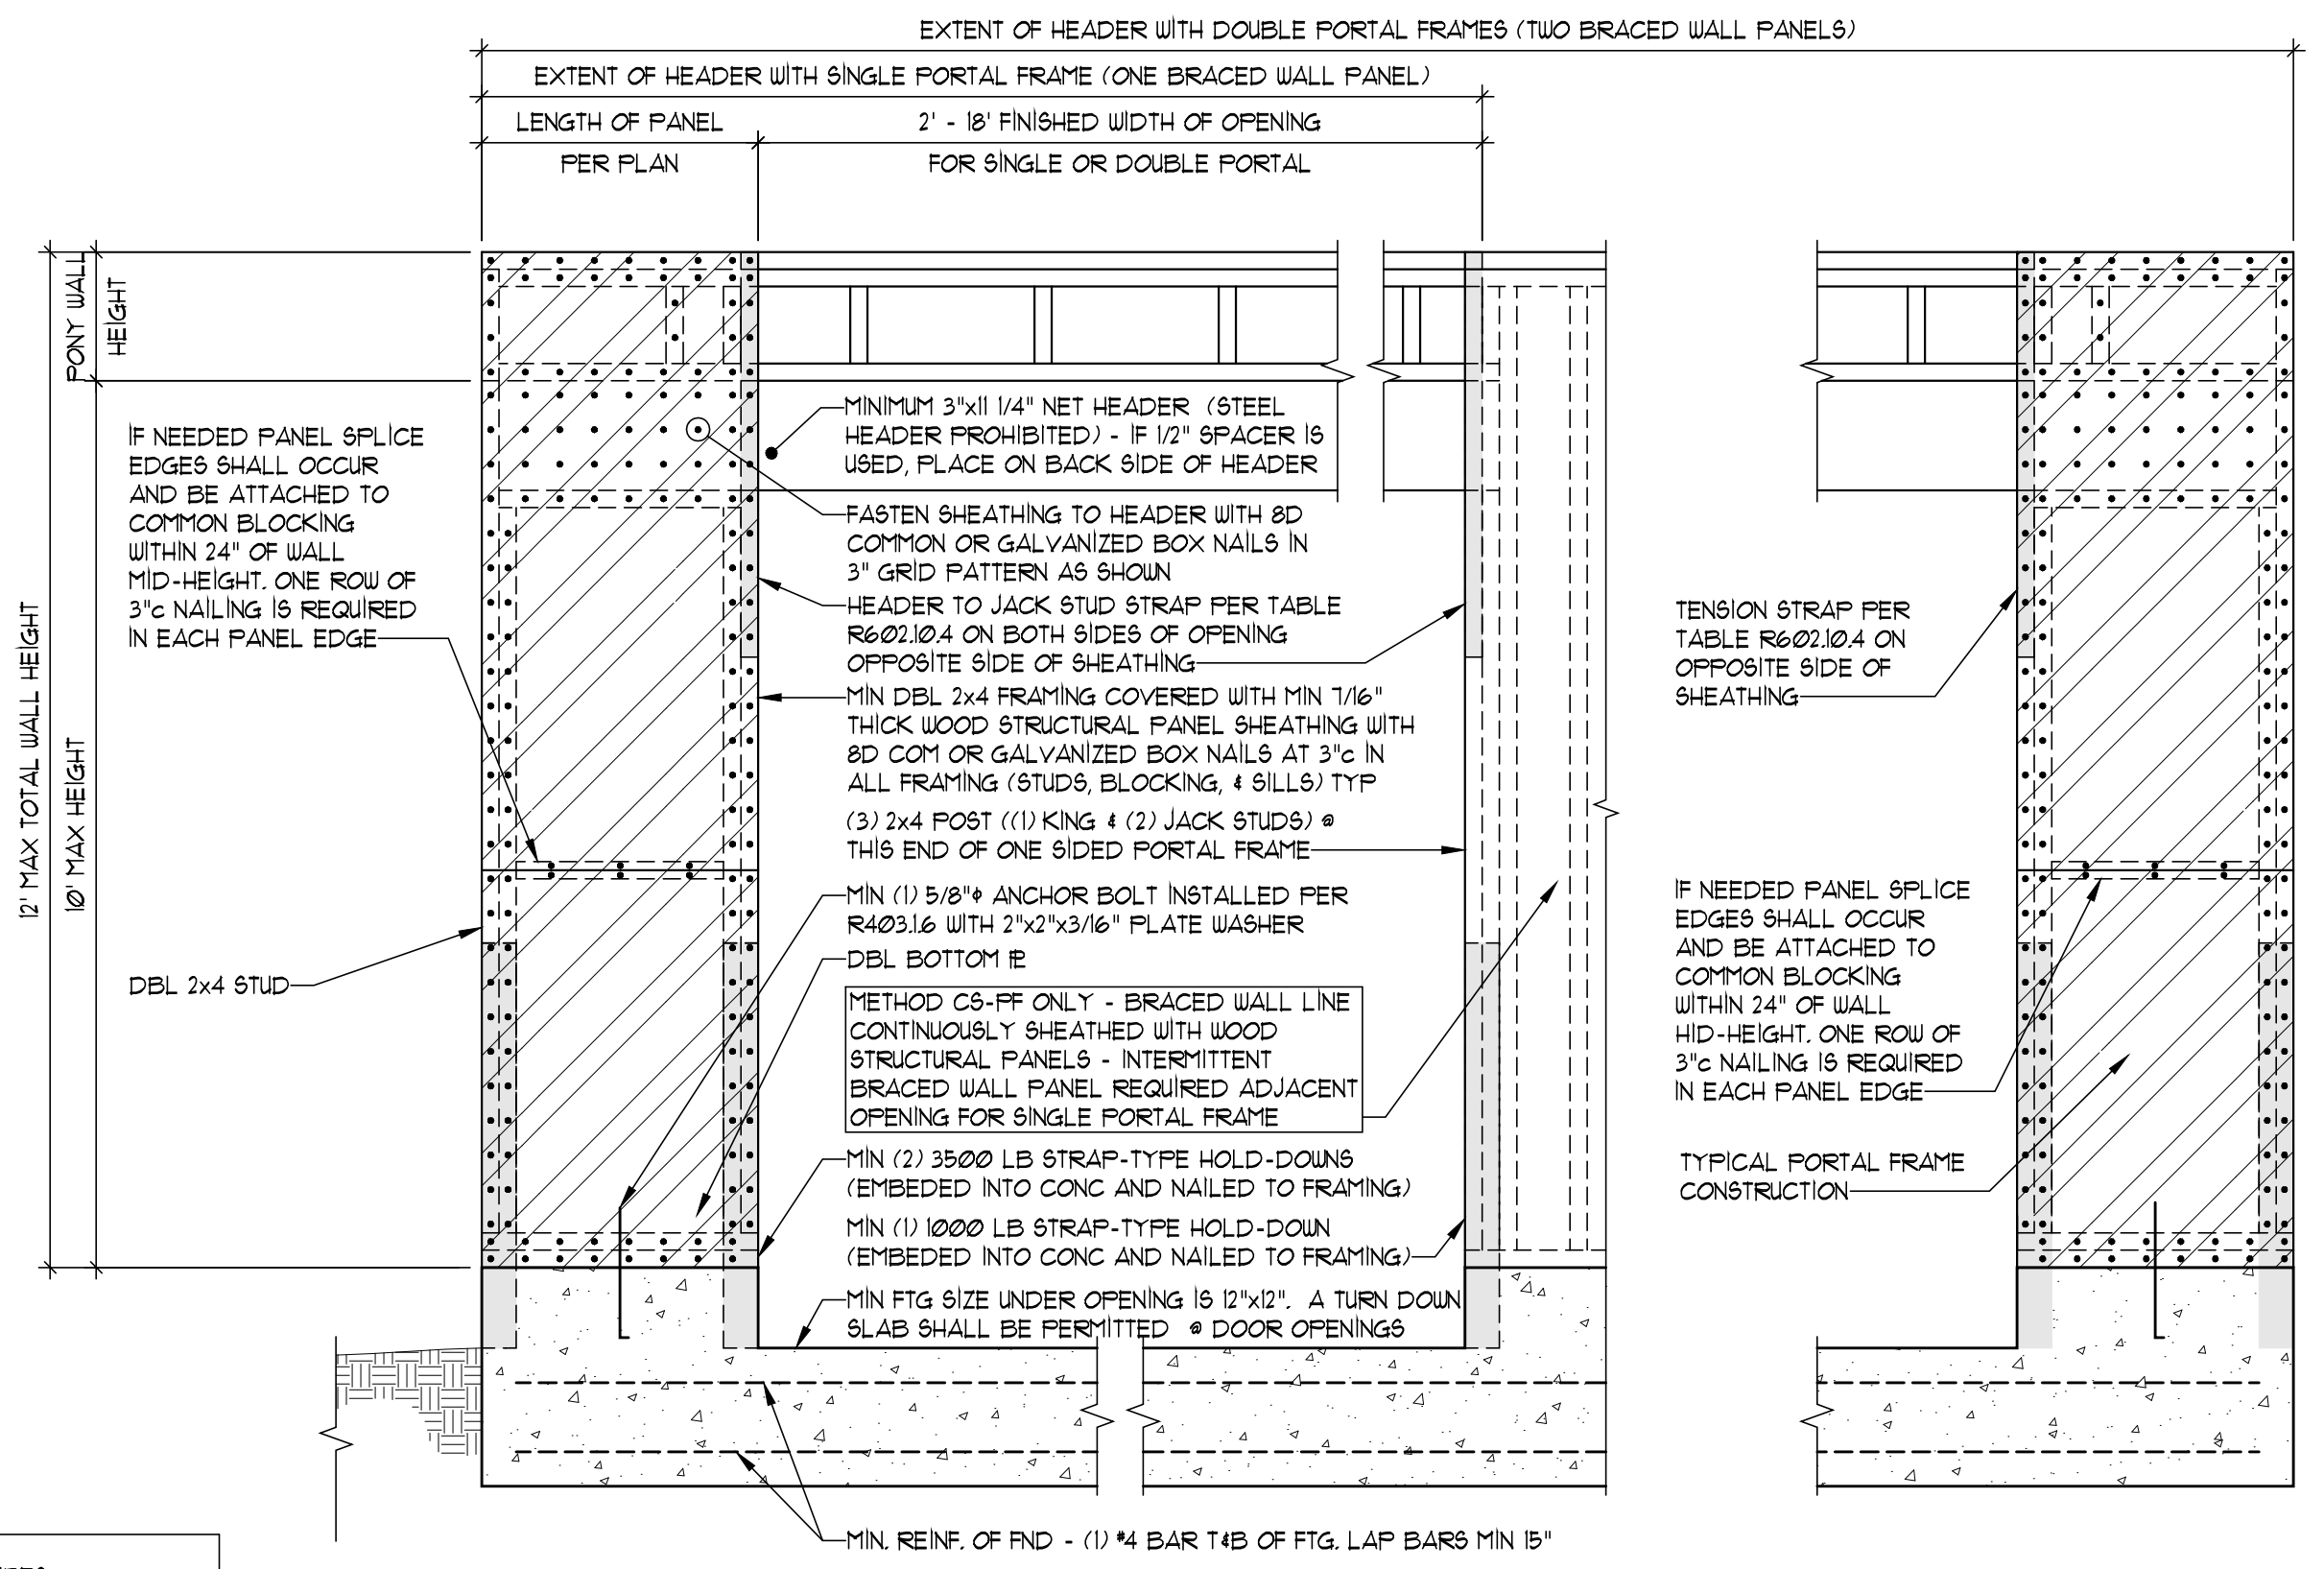 EXTENT OF HEADER WITH DOUBLE PORTAL FRAMES (TWO BRACED WALL PANELS)
EXTENT OF HEADER WITH SINGLE PORTAL FRAME (ONE BRACED WALL PANEL)
LENGTH OF PANEL
PER PLAN
2' - 18' FINISHED WIDTH OF OPENING
FOR SINGLE OR DOUBLE PORTAL
PONY WALL
HEIGHT
12' MAX TOTAL WALL HEIGHT
10' MAX HEIGHT
IF NEEDED PANEL SPLICE
EDGES SHALL OCCUR
AND BE ATTACHED TO
COMMON BLOCKING
WITHIN 24" OF WALL
MID-HEIGHT. ONE ROW OF
3"c NAILING IS REQUIRED
IN EACH PANEL EDGE
DBL 2x4 STUD
MINIMUM 3"x11 1/4" NET HEADER (STEEL
HEADER PROHIBITED) - IF 1/2" SPACER IS
USED, PLACE ON BACK SIDE OF HEADER
FASTEN SHEATHING TO HEADER WITH 8D
COMMON OR GALVANIZED BOX NAILS IN
3" GRID PATTERN AS SHOWN
HEADER TO JACK STUD STRAP PER TABLE
R602.10.4 ON BOTH SIDES OF OPENING
OPPOSITE SIDE OF SHEATHING
MIN DBL 2x4 FRAMING COVERED WITH MIN 7/16"
THICK WOOD STRUCTURAL PANEL SHEATHING WITH
8D COM OR GALVANIZED BOX NAILS AT 3"c IN
ALL FRAMING (STUDS, BLOCKING, & SILLS) TYP
(3) 2x4 POST ((1) KING & (2) JACK STUDS) @
THIS END OF ONE SIDED PORTAL FRAME
MIN (1) 5/8"φ ANCHOR BOLT INSTALLED PER
R403.1.6 WITH 2"x2"x3/16" PLATE WASHER
DBL BOTTOM PL
METHOD CS-PF ONLY - BRACED WALL LINE
CONTINUOUSLY SHEATHED WITH WOOD
STRUCTURAL PANELS - INTERMITTENT
BRACED WALL PANEL REQUIRED ADJACENT
OPENING FOR SINGLE PORTAL FRAME
MIN (2) 3500 LB STRAP-TYPE HOLD-DOWNS
(EMBEDED INTO CONC AND NAILED TO FRAMING)
MIN (1) 1000 LB STRAP-TYPE HOLD-DOWN
(EMBEDED INTO CONC AND NAILED TO FRAMING)
MIN FTG SIZE UNDER OPENING IS 12"x12". A TURN DOWN
SLAB SHALL BE PERMITTED @ DOOR OPENINGS
MIN. REINF. OF FND - (1) #4 BAR T&B OF FTG. LAP BARS MIN 15"
TENSION STRAP PER
TABLE R602.10.4 ON
OPPOSITE SIDE OF
SHEATHING
IF NEEDED PANEL SPLICE
EDGES SHALL OCCUR
AND BE ATTACHED TO
COMMON BLOCKING
WITHIN 24" OF WALL
HID-HEIGHT. ONE ROW OF
3"c NAILING IS REQUIRED
IN EACH PANEL EDGE
TYPICAL PORTAL FRAME
CONSTRUCTION